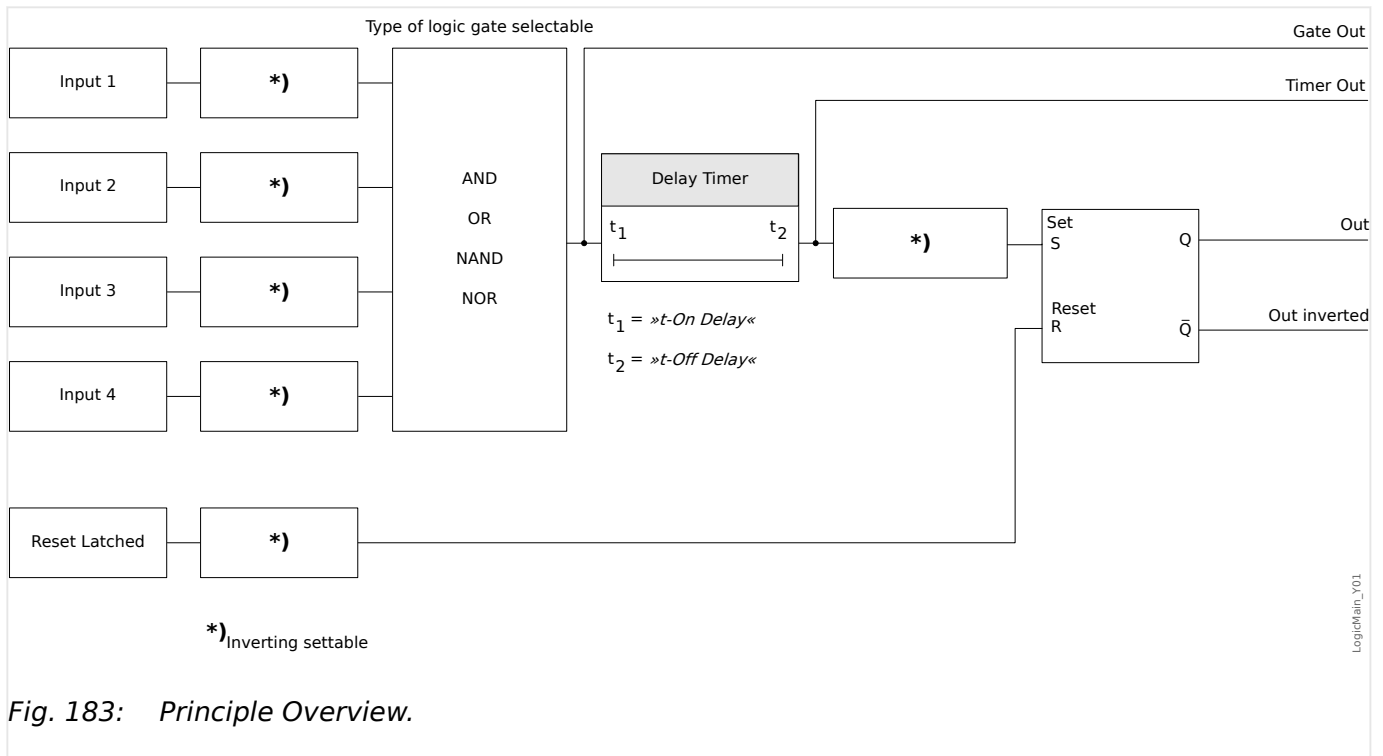 Type of logic gate selectable
Gate Out
Timer Out
Input 1
*)
Input 2
*)
Input 3
*)
Input 4
*)
AND
OR
NAND
NOR
Delay Timer
t1
t2
t1 = »t-On Delay«
t2 = »t-Off Delay«
*)
Set
S
Q
Reset
R
Q̅
Out
Out inverted
Reset Latched
*)
*)Inverting settable
LogicMain_Y01
Fig. 183: Principle Overview.